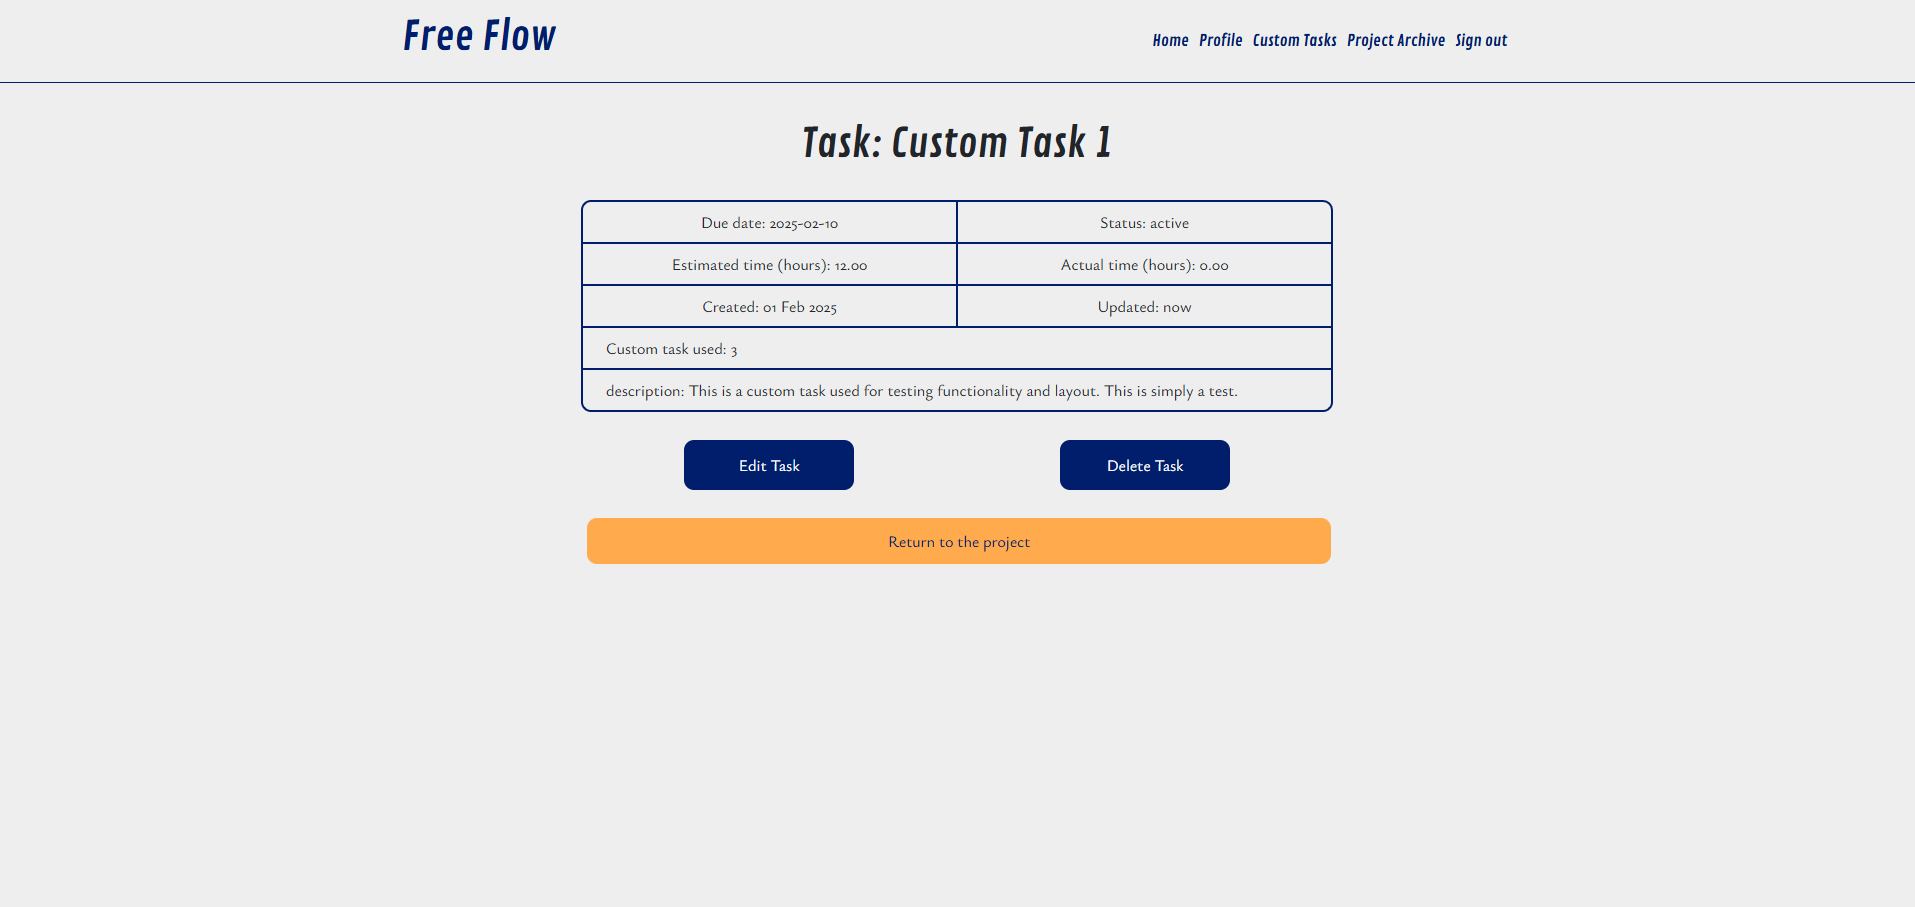 Free Flow
Home Profile Custom Tasks Project Archive Sign out
Task: Custom Task 1
Due date: 2025-02-10 Status: active
Estimated time (hours): 12.00 Actual time (hours): 0.00
Created: 01 Feb 2025 Updated: now
Custom task used: 3
description: This is a custom task used for testing functionality and layout. This is simply a test.
Edit Task Delete Task
Return to the project